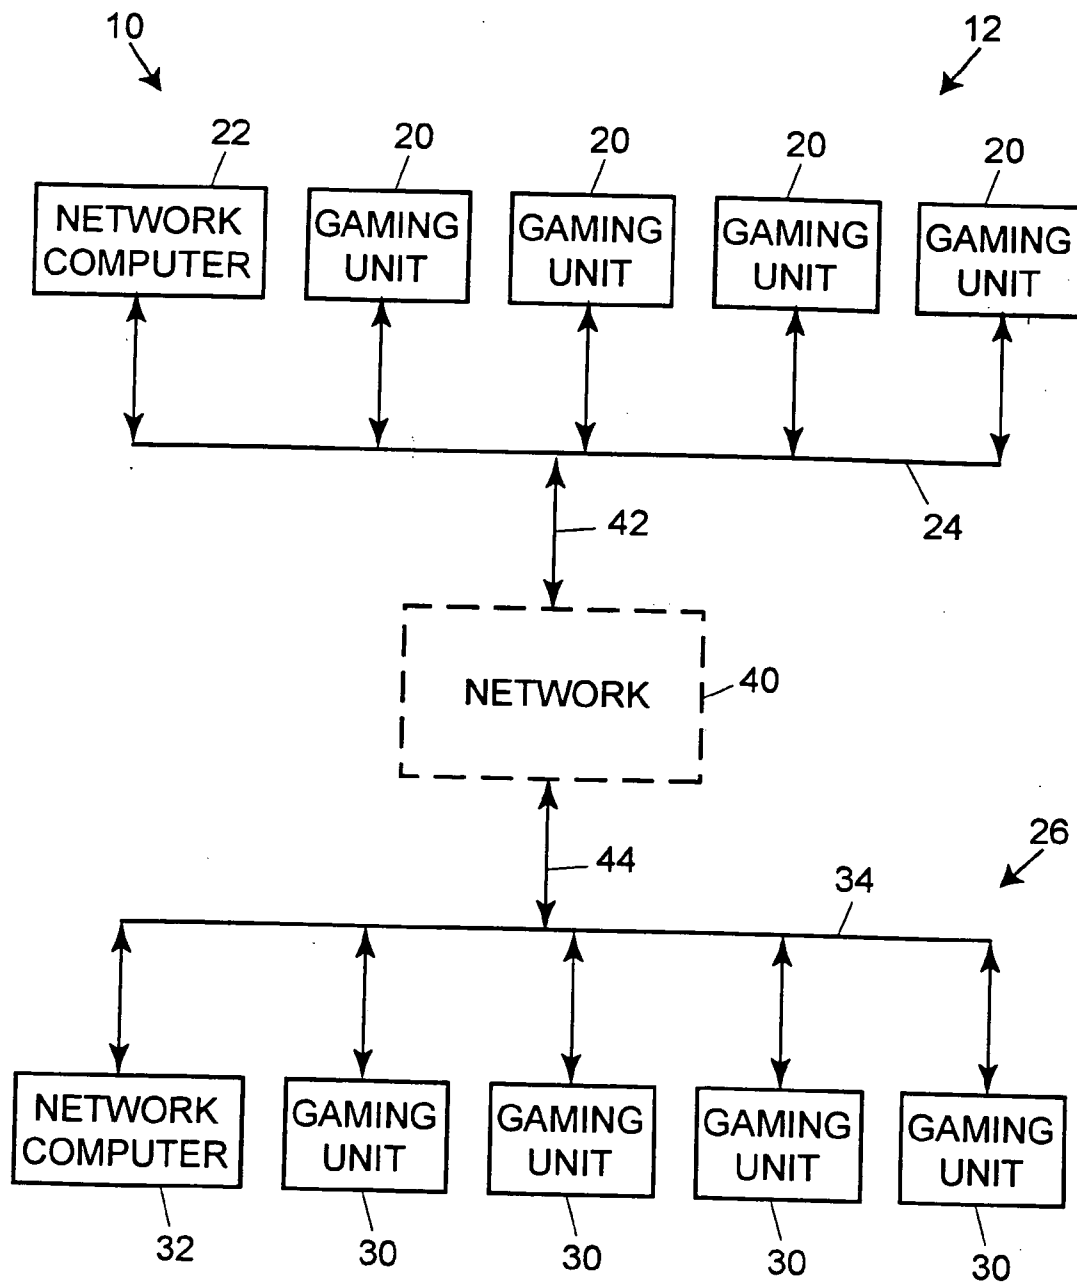 10
12
22
20
20
20
20
NETWORK
COMPUTER
GAMING
UNIT
GAMING
UNIT
GAMING
UNIT
GAMING
UNIT
24
42
NETWORK
40
44
34
26
NETWORK
COMPUTER
GAMING
UNIT
GAMING
UNIT
GAMING
UNIT
GAMING
UNIT
32
30
30
30
30